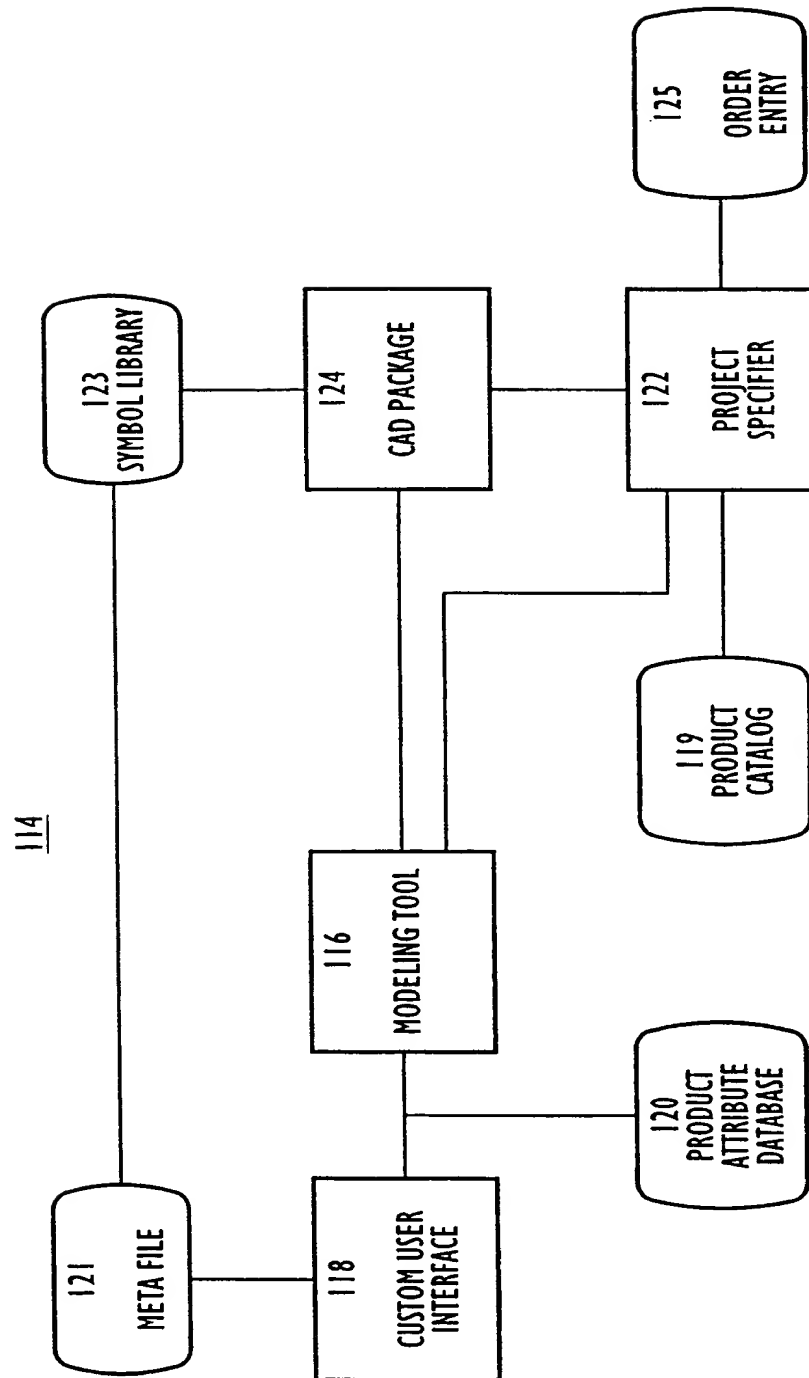 114
121
META FILE
123
SYMBOL LIBRARY
118
CUSTOM USER
INTERFACE
116
MODELING TOOL
124
CAD PACKAGE
120
PRODUCT
ATTRIBUTE
DATABASE
119
PRODUCT
CATALOG
122
PROJECT
SPECIFIER
125
ORDER
ENTRY